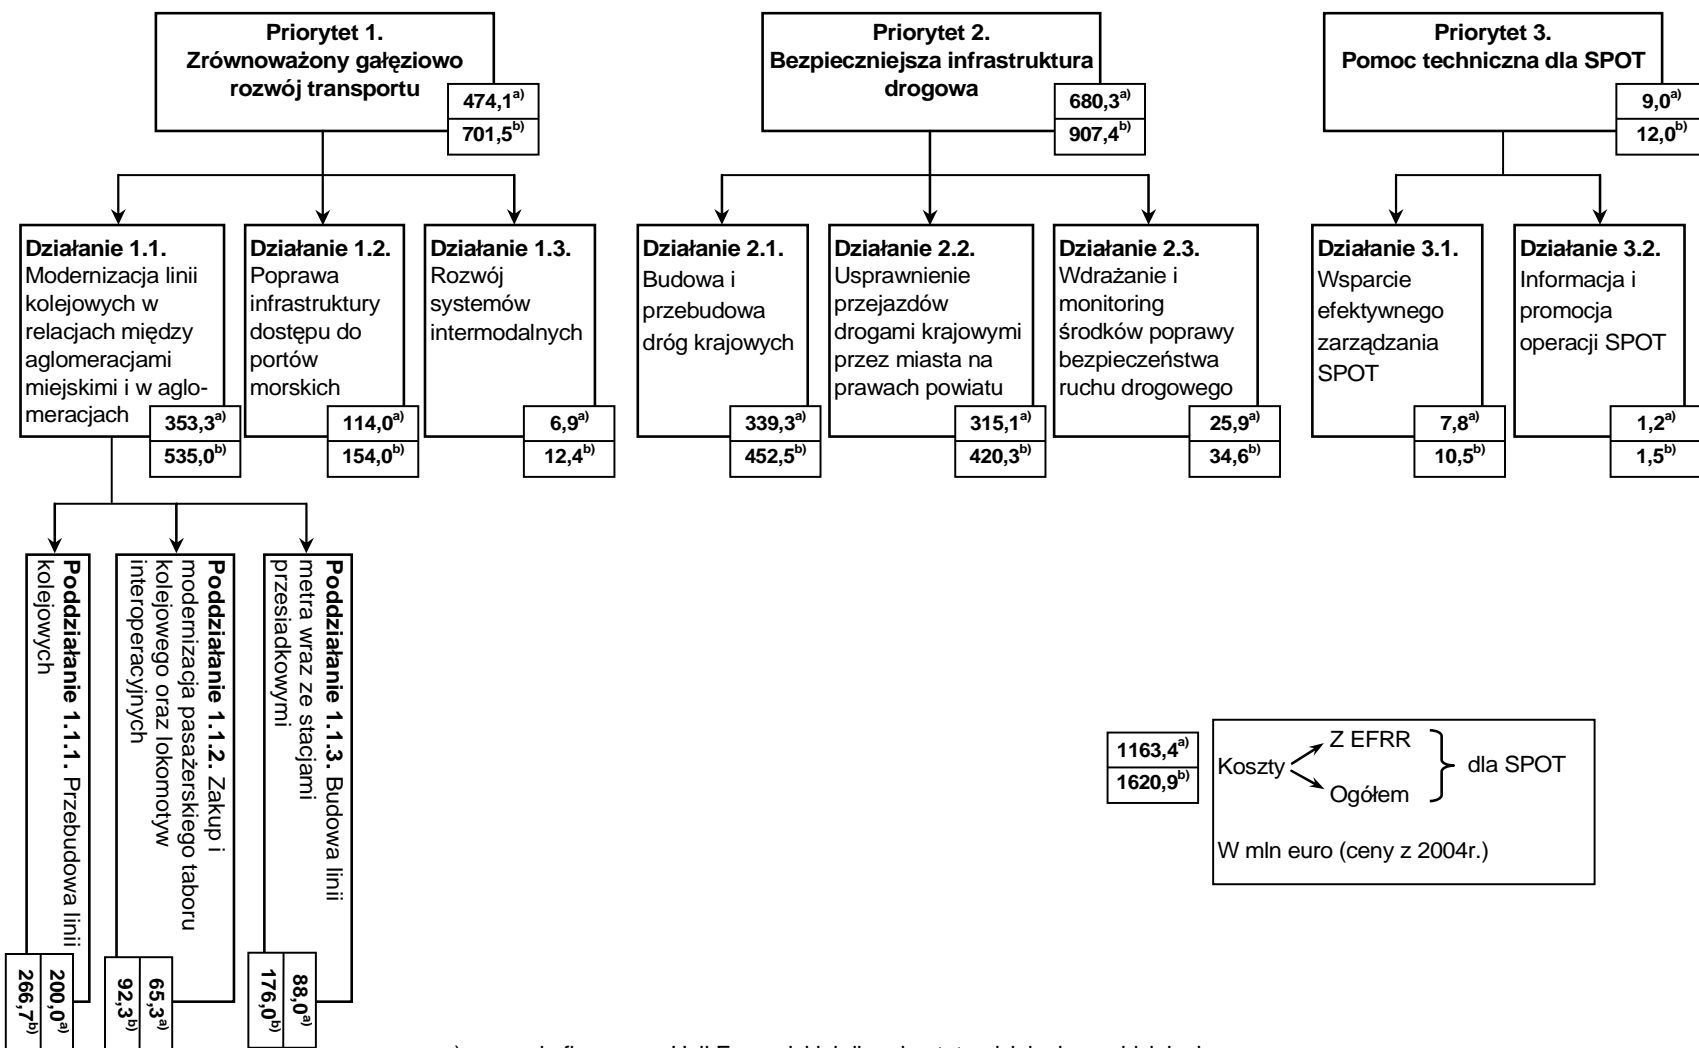 Priorytet 1.
Zrównoważony gałęziowo
rozwój transportu
474,1a)
701,5b)
Priorytet 2.
Bezpieczniejsza infrastruktura
drogowa
680,3a)
907,4b)
Priorytet 3.
Pomoc techniczna dla SPOT
9,0a)
12,0b)
Działanie 1.1.
Modernizacja linii
kolejowych w
relacjach między
aglomeracjami
miejskimi i w aglo-
meracjach
353,3a)
535,0b)
Działanie 1.2.
Poprawa
infrastruktury
dostępu do
portów
morskich
114,0a)
154,0b)
Działanie 1.3.
Rozwój
systemów
intermodalnych
6,9a)
12,4b)
Działanie 2.1.
Budowa i
przebudowa
dróg krajowych
339,3a)
452,5b)
Działanie 2.2.
Usprawnienie
przejazdów
drogami krajowymi
przez miasta na
prawach powiatu
315,1a)
420,3b)
Działanie 2.3.
Wdrażanie i
monitoring
środków poprawy
bezpieczeństwa
ruchu drogowego
25,9a)
34,6b)
Działanie 3.1.
Wsparcie
efektywnego
zarządzania
SPOT
7,8a)
10,5b)
Działanie 3.2.
Informacja i
promocja
operacji SPOT
1,2a)
1,5b)
Poddziałanie 1.1.1. Przebudowa linii
kolejowych
200,0a)
266,7b)
Poddziałanie 1.1.2. Zakup i
modernizacja pasażerskiego taboru
kolejowego oraz lokomotyw
interoperacyjnych
65,3a)
92,3b)
Poddziałanie 1.1.3. Budowa linii
metra wraz ze stacjami
przesiadkowymi
88,0a)
176,0b)
1163,4a)
1620,9b)
Koszty
Z EFRR
Ogółem
dla SPOT
W mln euro (ceny z 2004r.)